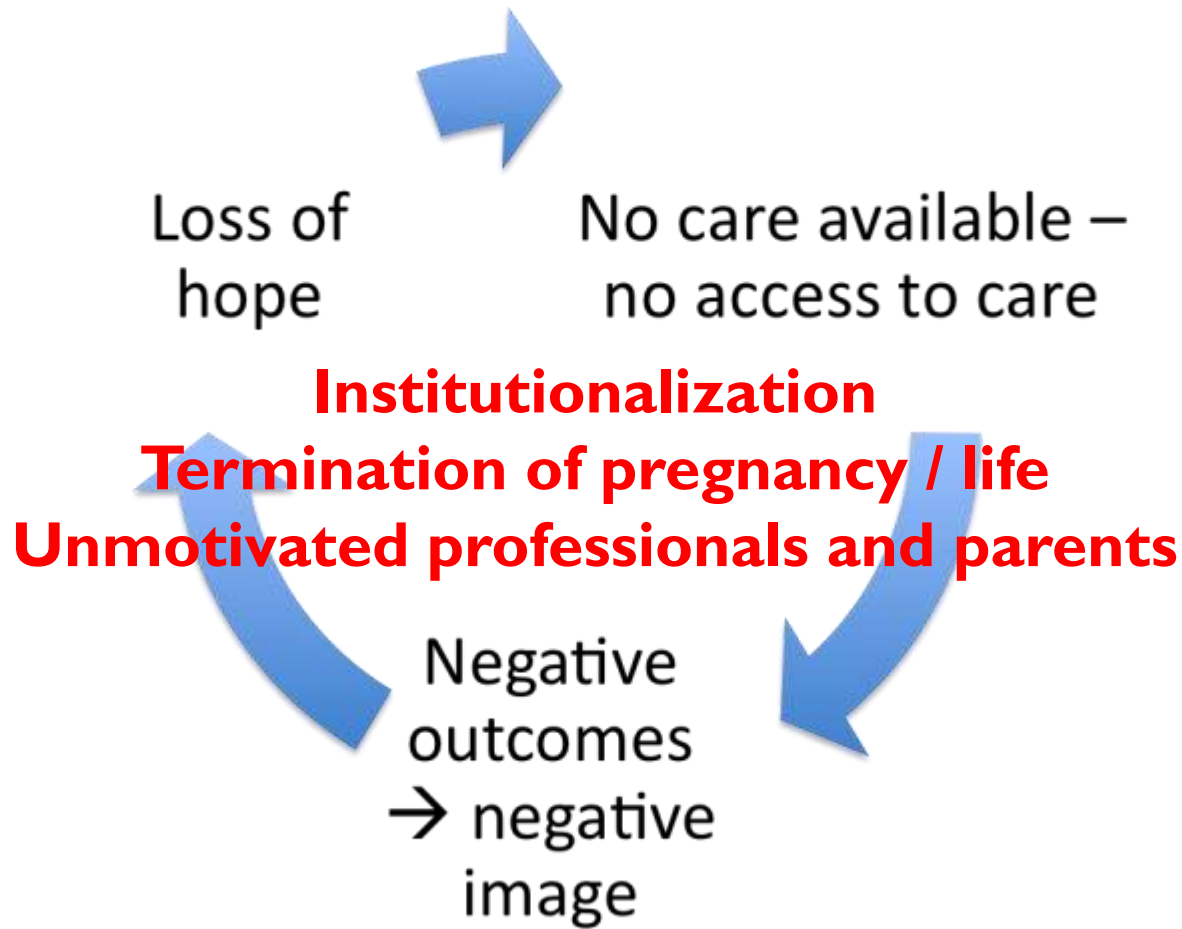 Loss of
hope
No care available –
no access to care
Institutionalization
Termination of pregnancy / life
Unmotivated professionals and parents
Negative
outcomes
→ negative
image